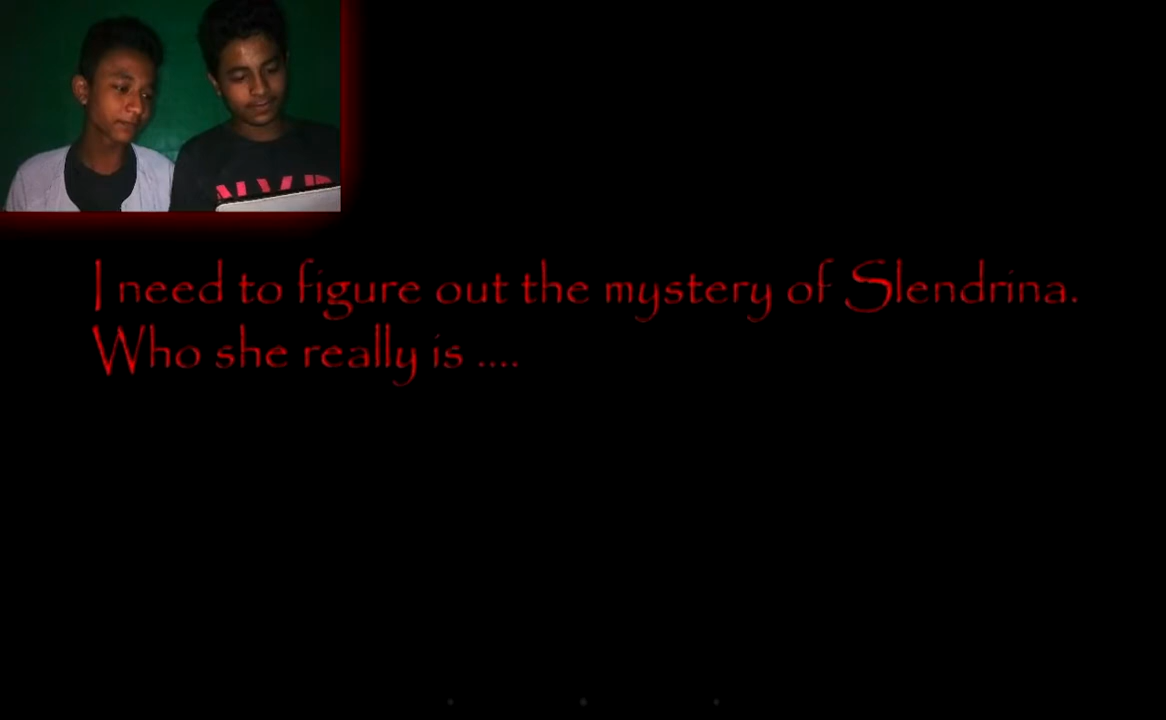 I need to figure out the mystery of Slendrina.
Who she really is ....